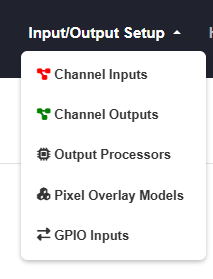 Input/Output Setup
Channel Inputs
Channel Outputs
Output Processors
Pixel Overlay Models
GPIO Inputs